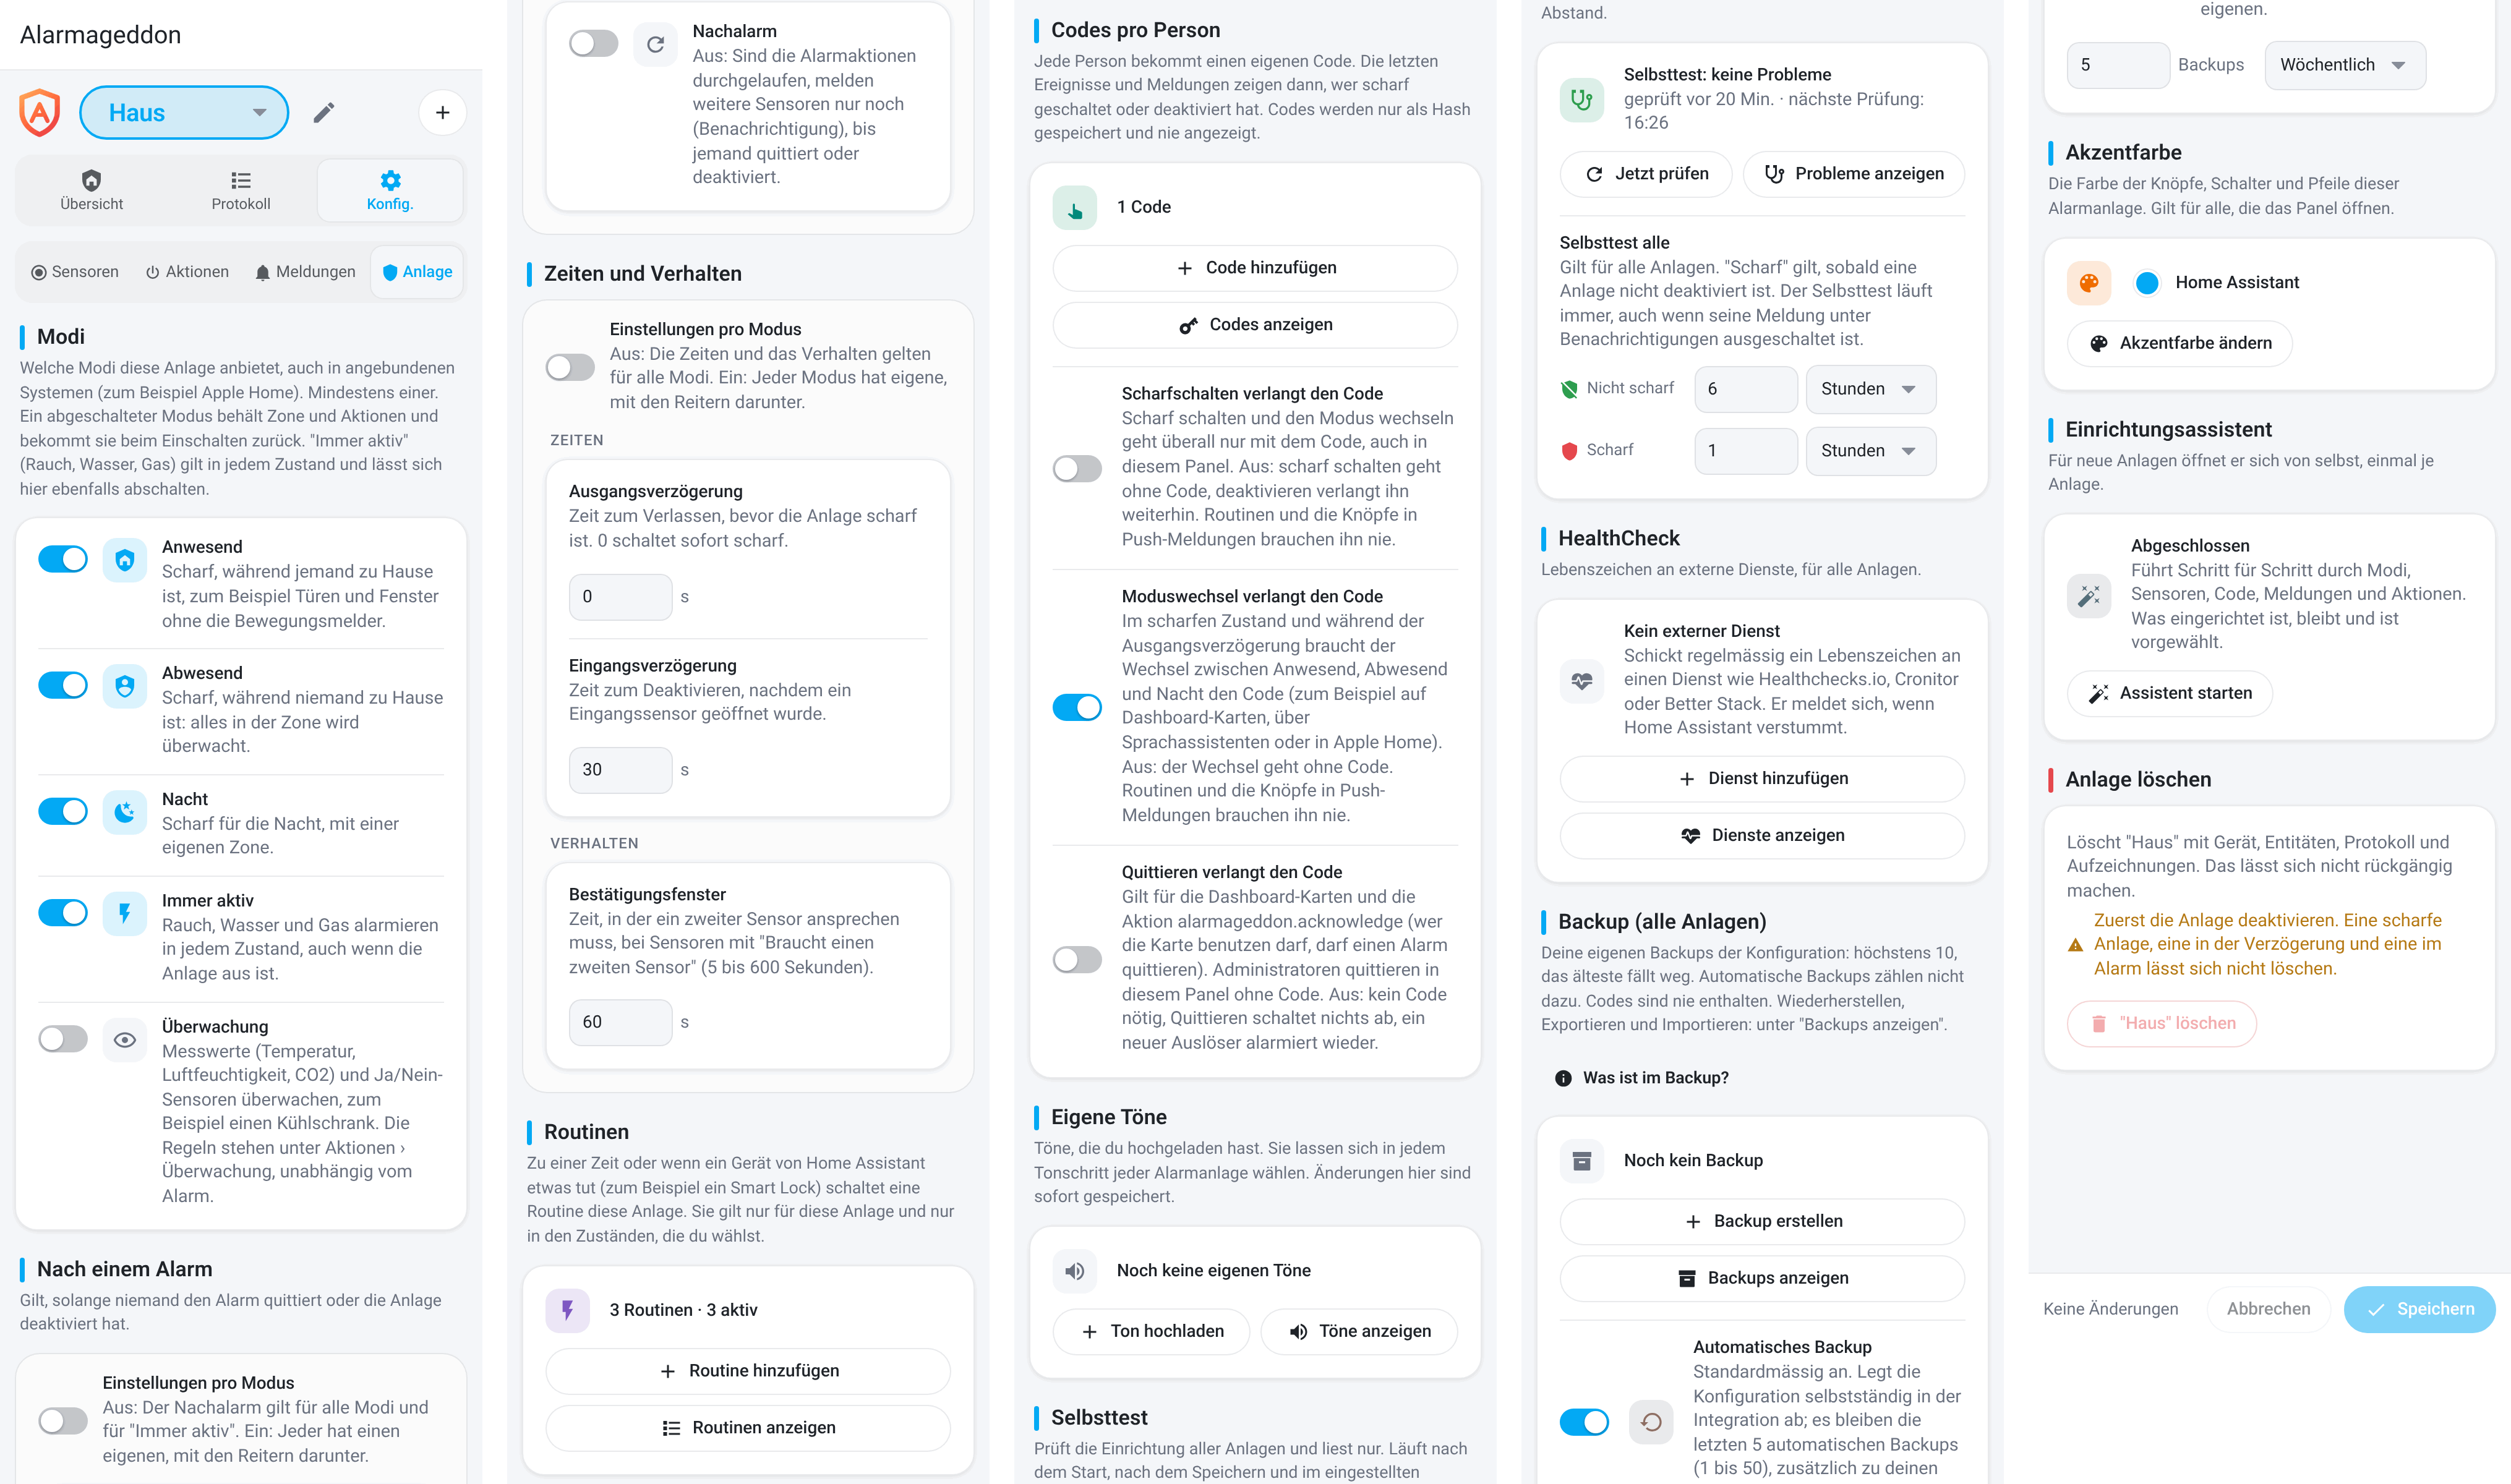 Alarmageddon
Haus
Übersicht
Protokoll
Konfig.
Sensoren
Aktionen
Meldungen
Anlage
Modi
Welche Modi diese Anlage anbietet, auch in angebundenen
Systemen (zum Beispiel Apple Home). Mindestens einer.
Ein abgeschalteter Modus behält Zone und Aktionen und
bekommt sie beim Einschalten zurück. "Immer aktiv"
(Rauch, Wasser, Gas) gilt in jedem Zustand und lässt sich
hier ebenfalls abschalten.
Anwesend
Scharf, während jemand zu Hause
ist, zum Beispiel Türen und Fenster
ohne die Bewegungsmelder.
Abwesend
Scharf, während niemand zu Hause
ist: alles in der Zone wird
überwacht.
Nacht
Scharf für die Nacht, mit einer
eigenen Zone.
Immer aktiv
Rauch, Wasser und Gas alarmieren
in jedem Zustand, auch wenn die
Anlage aus ist.
Überwachung
Messwerte (Temperatur,
Luftfeuchtigkeit, CO2) und Ja/Nein-
Sensoren überwachen, zum
Beispiel einen Kühlschrank. Die
Regeln stehen unter Aktionen ›
Überwachung, unabhängig vom
Alarm.
Nach einem Alarm
Gilt, solange niemand den Alarm quittiert oder die Anlage
deaktiviert hat.
Einstellungen pro Modus
Aus: Der Nachalarm gilt für alle Modi und
für "Immer aktiv". Ein: Jeder hat einen
eigenen, mit den Reitern darunter.
Nachalarm
Aus: Sind die Alarmaktionen
durchgelaufen, melden
weitere Sensoren nur noch
(Benachrichtigung), bis
jemand quittiert oder
deaktiviert.
Zeiten und Verhalten
Einstellungen pro Modus
Aus: Die Zeiten und das Verhalten gelten
für alle Modi. Ein: Jeder Modus hat eigene,
mit den Reitern darunter.
ZEITEN
Ausgangsverzögerung
Zeit zum Verlassen, bevor die Anlage scharf
ist. 0 schaltet sofort scharf.
0 s
Eingangsverzögerung
Zeit zum Deaktivieren, nachdem ein
Eingangssensor geöffnet wurde.
30 s
VERHALTEN
Bestätigungsfenster
Zeit, in der ein zweiter Sensor ansprechen
muss, bei Sensoren mit "Braucht einen
zweiten Sensor" (5 bis 600 Sekunden).
60 s
Routinen
Zu einer Zeit oder wenn ein Gerät von Home Assistant
etwas tut (zum Beispiel ein Smart Lock) schaltet eine
Routine diese Anlage. Sie gilt nur für diese Anlage und nur
in den Zuständen, die du wählst.
3 Routinen · 3 aktiv
Routine hinzufügen
Routinen anzeigen
Codes pro Person
Jede Person bekommt einen eigenen Code. Die letzten
Ereignisse und Meldungen zeigen dann, wer scharf
geschaltet oder deaktiviert hat. Codes werden nur als Hash
gespeichert und nie angezeigt.
1 Code
Code hinzufügen
Codes anzeigen
Scharfschalten verlangt den Code
Scharf schalten und den Modus wechseln
geht überall nur mit dem Code, auch in
diesem Panel. Aus: scharf schalten geht
ohne Code, deaktivieren verlangt ihn
weiterhin. Routinen und die Knöpfe in
Push-Meldungen brauchen ihn nie.
Moduswechsel verlangt den Code
Im scharfen Zustand und während der
Ausgangsverzögerung braucht der
Wechsel zwischen Anwesend, Abwesend
und Nacht den Code (zum Beispiel auf
Dashboard-Karten, über
Sprachassistenten oder in Apple Home).
Aus: der Wechsel geht ohne Code.
Routinen und die Knöpfe in Push-
Meldungen brauchen ihn nie.
Quittieren verlangt den Code
Gilt für die Dashboard-Karten und die
Aktion alarmageddon.acknowledge (wer
die Karte benutzen darf, darf einen Alarm
quittieren). Administratoren quittieren in
diesem Panel ohne Code. Aus: kein Code
nötig, Quittieren schaltet nichts ab, ein
neuer Auslöser alarmiert wieder.
Eigene Töne
Töne, die du hochgeladen hast. Sie lassen sich in jedem
Tonschritt jeder Alarmanlage wählen. Änderungen hier sind
sofort gespeichert.
Noch keine eigenen Töne
Ton hochladen
Töne anzeigen
Selbsttest
Prüft die Einrichtung aller Anlagen und liest nur. Läuft nach
dem Start, nach dem Speichern und im eingestellten
Abstand.
Selbsttest: keine Probleme
geprüft vor 20 Min. · nächste Prüfung:
16:26
Jetzt prüfen
Probleme anzeigen
Selbsttest alle
Gilt für alle Anlagen. "Scharf" gilt, sobald eine
Anlage nicht deaktiviert ist. Der Selbsttest läuft
immer, auch wenn seine Meldung unter
Benachrichtigungen ausgeschaltet ist.
Nicht scharf 6 Stunden
Scharf 1 Stunden
HealthCheck
Lebenszeichen an externe Dienste, für alle Anlagen.
Kein externer Dienst
Schickt regelmässig ein Lebenszeichen an
einen Dienst wie Healthchecks.io, Cronitor
oder Better Stack. Er meldet sich, wenn
Home Assistant verstummt.
Dienst hinzufügen
Dienste anzeigen
Backup (alle Anlagen)
Deine eigenen Backups der Konfiguration: höchstens 10,
das älteste fällt weg. Automatische Backups zählen nicht
dazu. Codes sind nie enthalten. Wiederherstellen,
Exportieren und Importieren: unter "Backups anzeigen".
Was ist im Backup?
Noch kein Backup
Backup erstellen
Backups anzeigen
Automatisches Backup
Standardmässig an. Legt die
Konfiguration selbstständig in der
Integration ab; es bleiben die
letzten 5 automatischen Backups
(1 bis 50), zusätzlich zu deinen
eigenen.
5 Backups Wöchentlich
Akzentfarbe
Die Farbe der Knöpfe, Schalter und Pfeile dieser
Alarmanlage. Gilt für alle, die das Panel öffnen.
Home Assistant
Akzentfarbe ändern
Einrichtungsassistent
Für neue Anlagen öffnet er sich von selbst, einmal je
Anlage.
Abgeschlossen
Führt Schritt für Schritt durch Modi,
Sensoren, Code, Meldungen und Aktionen.
Was eingerichtet ist, bleibt und ist
vorgewählt.
Assistent starten
Anlage löschen
Löscht "Haus" mit Gerät, Entitäten, Protokoll und
Aufzeichnungen. Das lässt sich nicht rückgängig
machen.
Zuerst die Anlage deaktivieren. Eine scharfe
Anlage, eine in der Verzögerung und eine im
Alarm lässt sich nicht löschen.
"Haus" löschen
Keine Änderungen
Abbrechen
Speichern